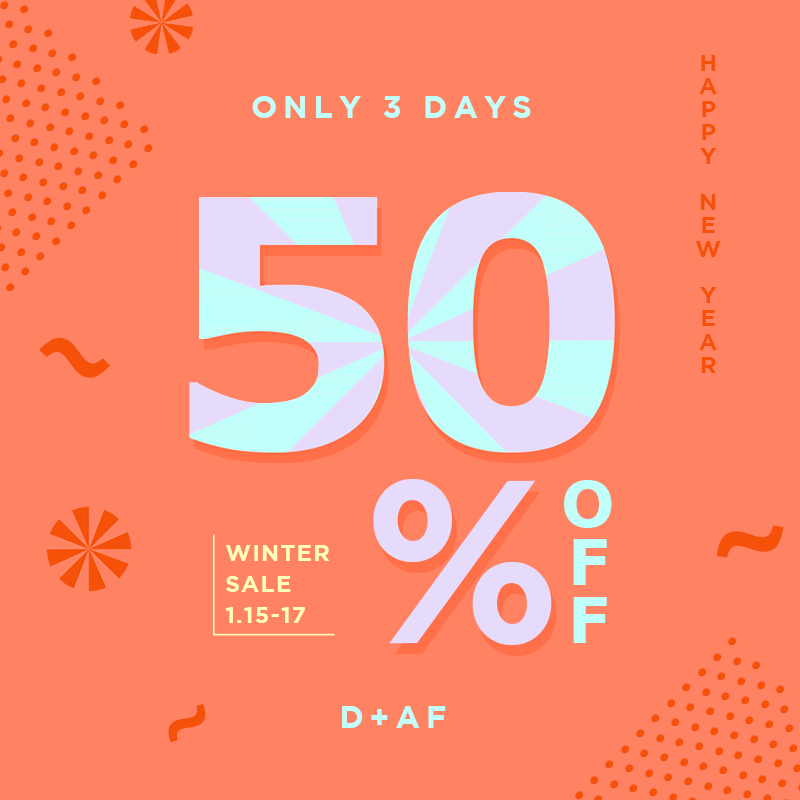 ONLY 3 DAYS
HAPPY NEW YEAR
50
% OFF
WINTER
SALE
1.15-17
D+AF